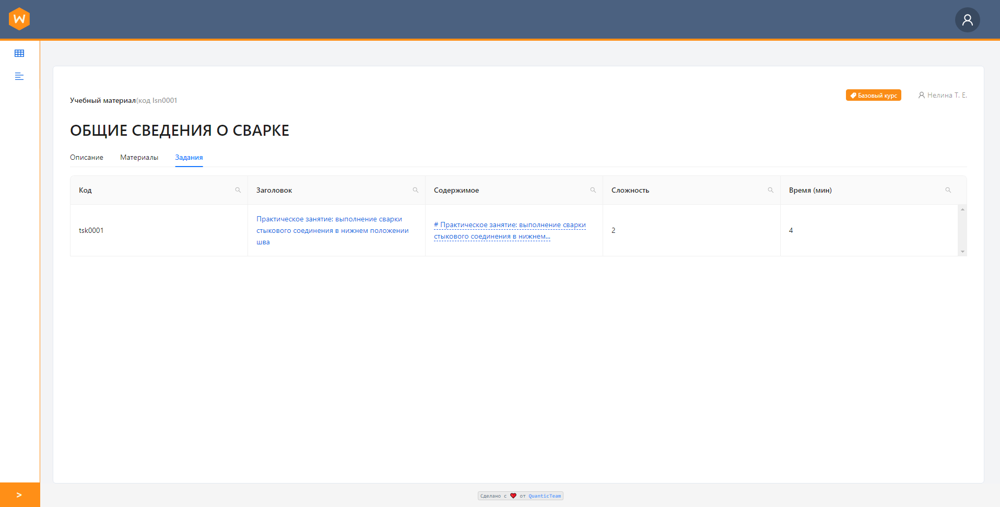 W
Учебный материал(код lsn0001
Базовый курс
Нелина Т. Е.
ОБЩИЕ СВЕДЕНИЯ О СВАРКЕ
Описание Материалы Задания
Код Заголовок Содержимое Сложность Время (мин)
tsk0001
Практическое занятие: выполнение сварки
стыкового соединения в нижнем положении
шва
# Практическое занятие: выполнение сварки
стыкового соединения в нижнем...
2
4
>
Сделано с ❤ от QuanticTeam